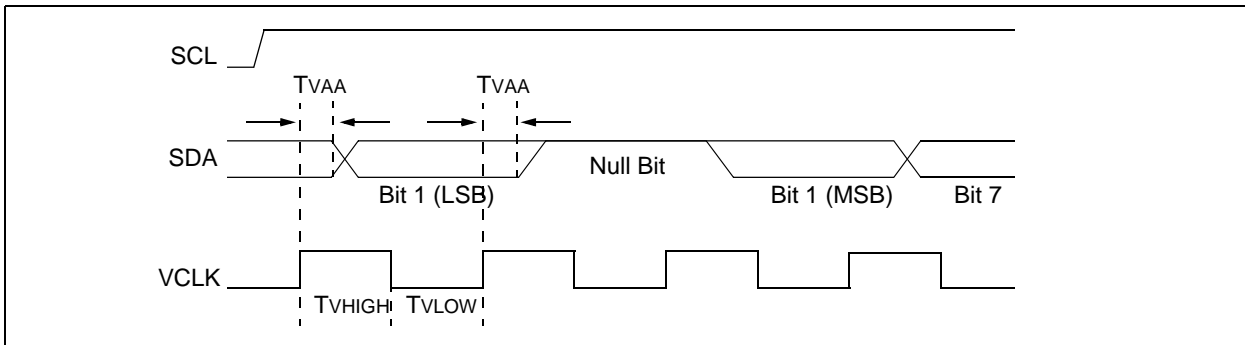 SCL
TVAA TVAA
SDA
Null Bit
Bit 1 (LSB) Bit 1 (MSB) Bit 7
VCLK
TVHIGH TVLOW